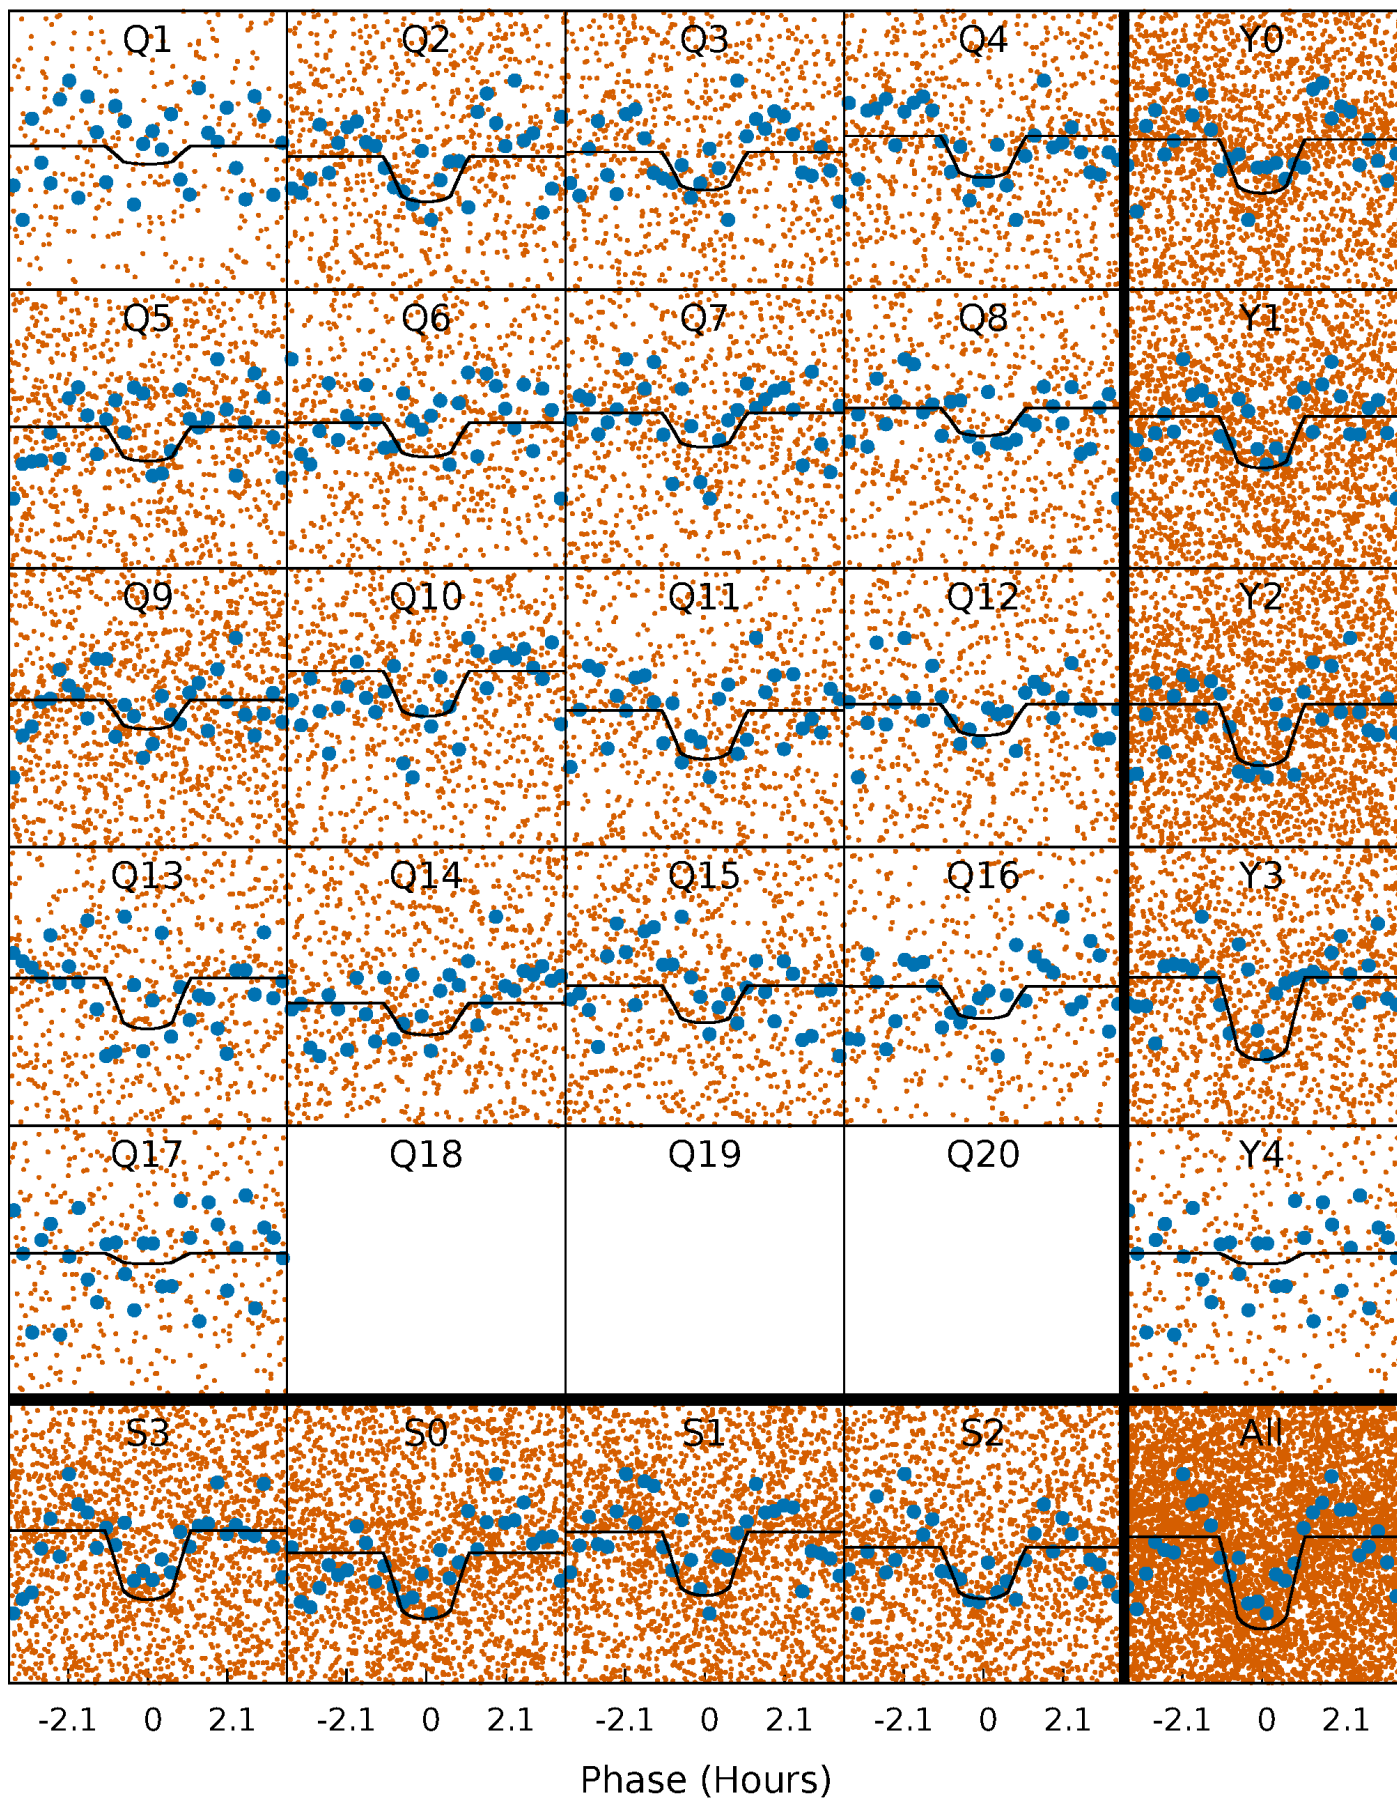 Q1 Q2 Q3 Q4 Y0
Q5 Q6 Q7 Q8 Y1
Q9 Q10 Q11 Q12 Y2
Q13 Q14 Q15 Q16 Y3
Q17 Q18 Q19 Q20 Y4
S3 S0 S1 S2 All
-2.1 0 2.1 -2.1 0 2.1 -2.1 0 2.1 -2.1 0 2.1 -2.1 0 2.1
Phase (Hours)